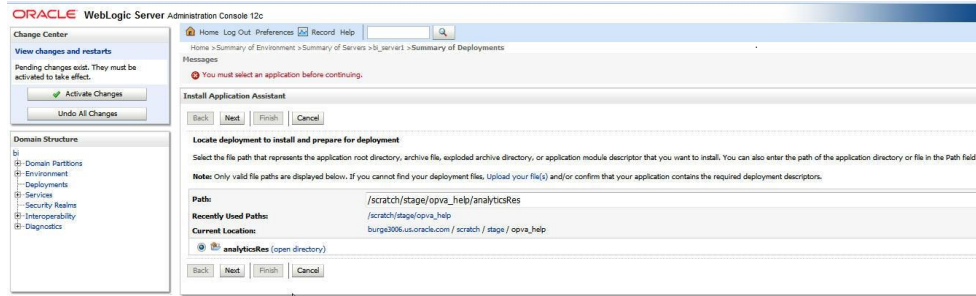 ORACLE WebLogic Server Administration Console 12c
Change Center
View changes and restarts
Pending changes exist. They must be
activated to take effect.
Activate Changes
Undo All Changes
Domain Structure
bi
Domain Partitions
Environment
Deployments
Services
Security Realms
Interoperability
Diagnostics
Home Log Out Preferences Record Help
Home >Summary of Environment >Summary of Servers >bi_server1 >Summary of Deployments
Messages
You must select an application before continuing.
Install Application Assistant
Back Next Finish Cancel
Locate deployment to install and prepare for deployment
Select the file path that represents the application root directory, archive file, exploded archive directory, or application module descriptor that you want to install. You can also enter the path of the application directory or file in the Path field
Note: Only valid file paths are displayed below. If you cannot find your deployment files, Upload your file(s) and/or confirm that your application contains the required deployment descriptors.
Path: /scratch/stage/opva_help/analyticsRes
Recently Used Paths: /scratch/stage/opva_help
Current Location: burge3006.us.oracle.com / scratch / stage / opva_help
analyticsRes (open directory)
Back Next Finish Cancel